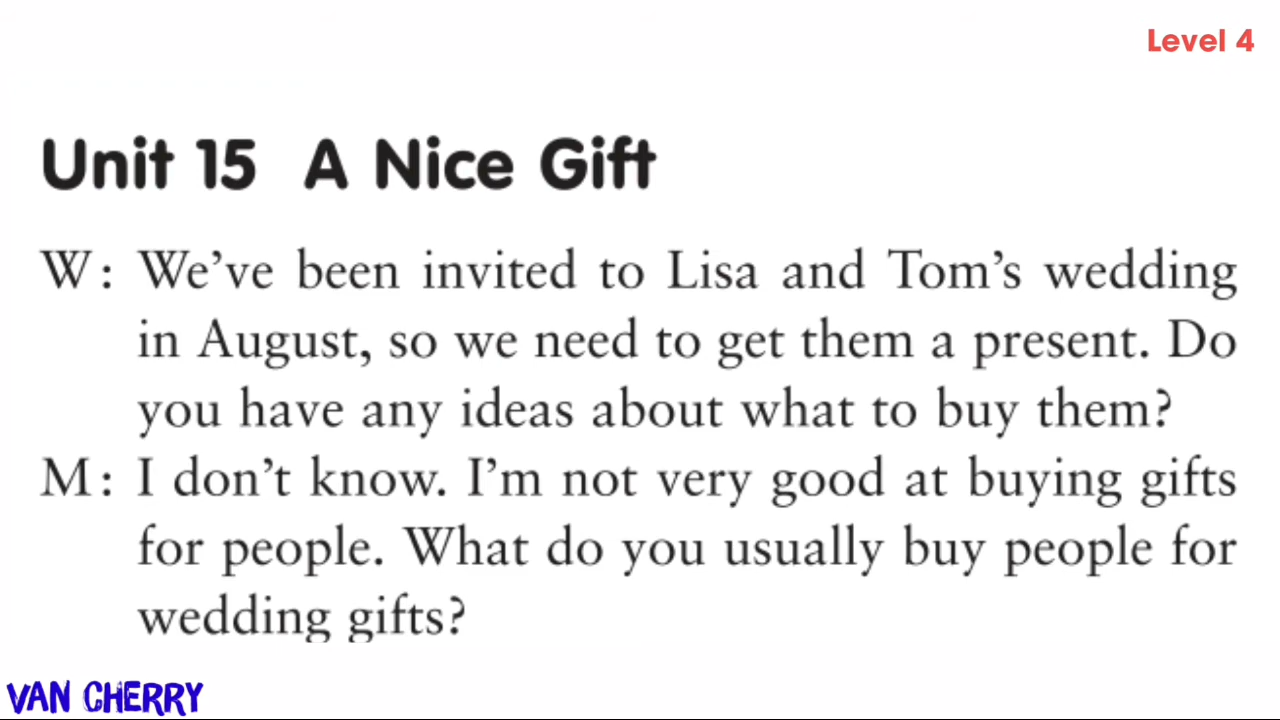 Level 4
Unit 15 A Nice Gift
W: We've been invited to Lisa and Tom's wedding
in August, so we need to get them a present. Do
you have any ideas about what to buy them?
M: I don't know. I'm not very good at buying gifts
for people. What do you usually buy people for
wedding gifts?
VAN CHERRY